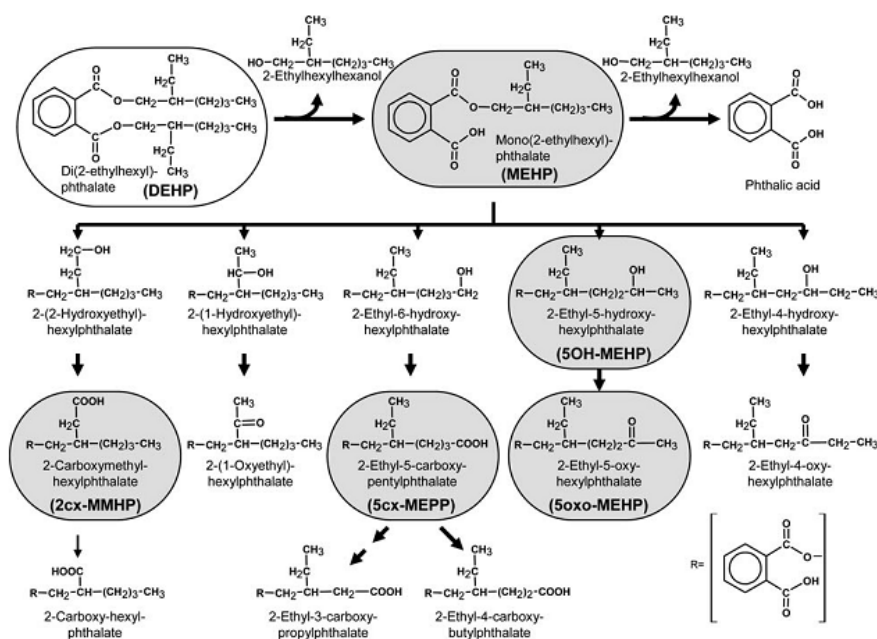 CH₃
H₂C
HO—CH₂—CH—(CH₂)₃—CH₃
2-Ethylhexylhexanol
CH₃
H₂C
HO—CH₂—CH—(CH₂)₃—CH₃
2-Ethylhexylhexanol
O
C
CH₃
H₂C
O—CH₂—CH—(CH₂)₃—CH₃
O—CH₂—CH—(CH₂)₃—CH₃
C
O
H₂C
CH₃
Di(2-ethylhexyl)-
phthalate
(DEHP)
O
C
CH₃
H₂C
O—CH₂—CH—(CH₂)₃—CH₃
OH
C
O
Mono(2-ethylhexyl)-
phthalate
(MEHP)
O
C
OH
OH
C
O
Phthalic acid
H₂C—OH
H₂C
R—CH₂—CH—(CH₂)₃—CH₃
2-(2-Hydroxyethyl)-
hexylphthalate
CH₃
HC—OH
R—CH₂—CH—(CH₂)₃—CH₃
2-(1-Hydroxyethyl)-
hexylphthalate
CH₃
H₂C
OH
R—CH₂—CH—(CH₂)₃—CH₂
2-Ethyl-6-hydroxy-
hexylphthalate
CH₃
H₂C
OH
R—CH₂—CH—(CH₂)₂—CH—CH₃
2-Ethyl-5-hydroxy-
hexylphthalate
(5OH-MEHP)
CH₃
H₂C
OH
R—CH₂—CH—CH₂—CH—CH₂—CH₃
2-Ethyl-4-hydroxy-
hexylphthalate
COOH
H₂C
R—CH₂—CH—(CH₂)₃—CH₃
2-Carboxymethyl-
hexylphthalate
(2cx-MMHP)
CH₃
C=O
R—CH₂—CH—(CH₂)₃—CH₃
2-(1-Oxyethyl)-
hexylphthalate
CH₃
H₂C
R—CH₂—CH—(CH₂)₃—COOH
2-Ethyl-5-carboxy-
pentylphthalate
(5cx-MEPP)
CH₃
H₂C
O
R—CH₂—CH—(CH₂)₂—C—CH₃
2-Ethyl-5-oxy-
hexylphthalate
(5oxo-MEHP)
CH₃
H₂C
O
R—CH₂—CH—CH₂—C—CH₂—CH₃
2-Ethyl-4-oxy-
hexylphthalate
HOOC
R—CH₂—CH—(CH₂)₃—CH₃
2-Carboxy-hexyl-
phthalate
CH₃
H₂C
R—CH₂—CH—CH₂—COOH
2-Ethyl-3-carboxy-
propylphthalate
CH₃
H₂C
R—CH₂—CH—(CH₂)₂—COOH
2-Ethyl-4-carboxy-
butylphthalate
R=
O
C
O—
OH
C
O